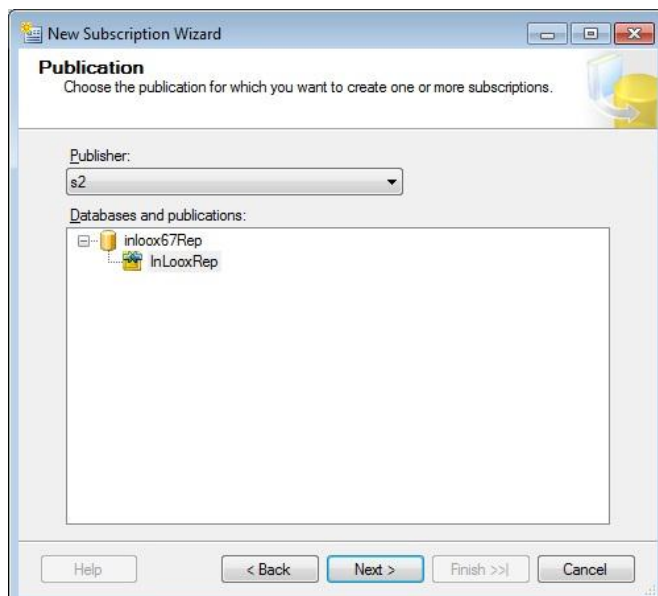 New Subscription Wizard
Publication
Choose the publication for which you want to create one or more subscriptions.
Publisher:
s2
Databases and publications:
inloox67Rep
InLooxRep
Help
< Back
Next >
Finish >>|
Cancel